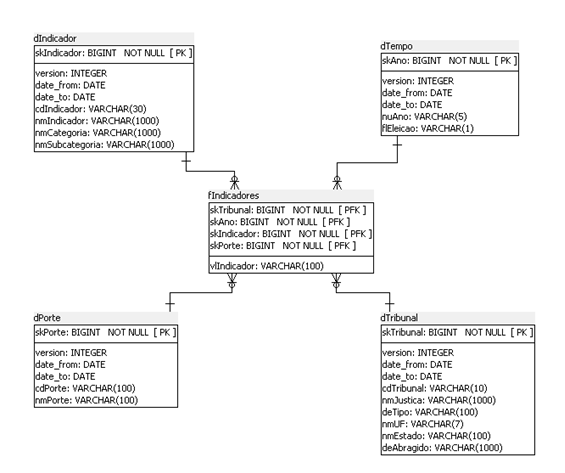 dIndicador
skIndicador: BIGINT NOT NULL [ PK ]
version: INTEGER
date_from: DATE
date_to: DATE
cdIndicador: VARCHAR(30)
nmIndicador: VARCHAR(1000)
nmCategoria: VARCHAR(1000)
nmSubcategoria: VARCHAR(1000)
dTempo
skAno: BIGINT NOT NULL [ PK ]
version: INTEGER
date_from: DATE
date_to: DATE
nuAno: VARCHAR(5)
flEleicao: VARCHAR(1)
fIndicadores
skTribunal: BIGINT NOT NULL [ PFK ]
skAno: BIGINT NOT NULL [ PFK ]
skIndicador: BIGINT NOT NULL [ PFK ]
skPorte: BIGINT NOT NULL [ PFK ]
vlIndicador: VARCHAR(100)
dPorte
skPorte: BIGINT NOT NULL [ PK ]
version: INTEGER
date_from: DATE
date_to: DATE
cdPorte: VARCHAR(100)
nmPorte: VARCHAR(100)
dTribunal
skTribunal: BIGINT NOT NULL [ PK ]
version: INTEGER
date_from: DATE
date_to: DATE
cdTribunal: VARCHAR(10)
nmJustica: VARCHAR(1000)
deTipo: VARCHAR(100)
nmUF: VARCHAR(7)
nmEstado: VARCHAR(100)
deAbragido: VARCHAR(1000)